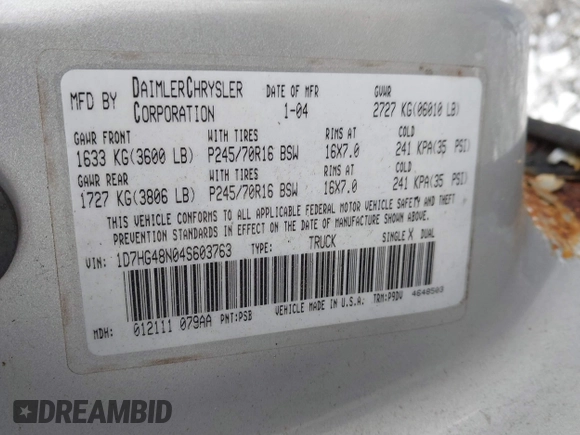 MFD BY DAIMLERCHRYSLER CORPORATION DATE OF MFR 1-04 GVWR 2727 KG(06010 LB)
GAWR FRONT WITH TIRES RIMS AT COLD
1633 KG(3600 LB) P245/70R16 BSW 16X7.0 241 KPA(35 PSI)
GAWR REAR WITH TIRES RIMS AT COLD
1727 KG(3806 LB) P245/70R16 BSW 16X7.0 241 KPA(35 PSI)
THIS VEHICLE CONFORMS TO ALL APPLICABLE FEDERAL MOTOR VEHICLE SAFETY AND THEFT
PREVENTION STANDARDS IN EFFECT ON THE DATE OF MANUFACTURE SHOWN ABOVE.
VIN: 1D7HG48N04S603763 TYPE: TRUCK SINGLE X DUAL
MDH: 012111 079AA PNT:PSB VEHICLE MADE IN U.S.A. TRM:P9DV 4648503
DREAMBID